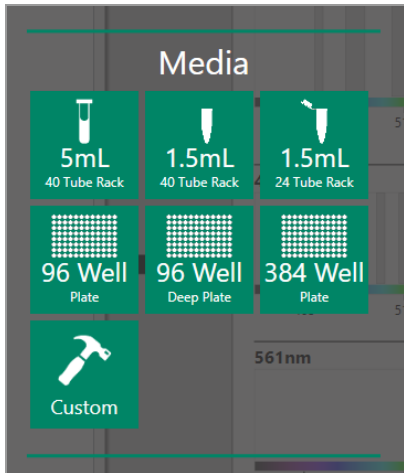 Media
5mL
40 Tube Rack
1.5mL
40 Tube Rack
1.5mL
24 Tube Rack
96 Well
Plate
96 Well
Deep Plate
384 Well
Plate
Custom
561nm